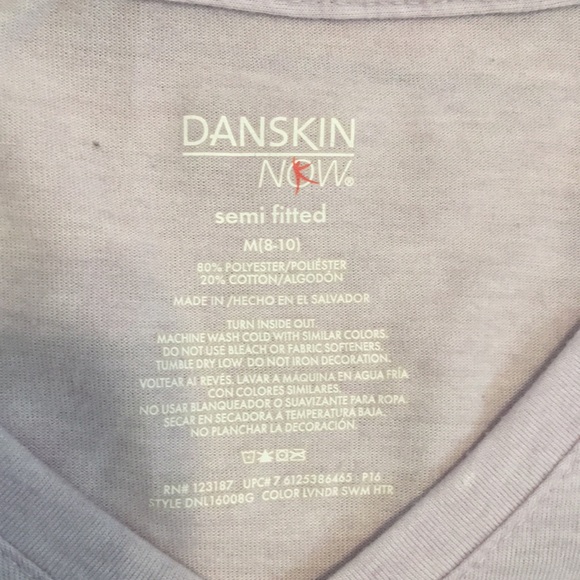 DANSKIN
NOW®
semi fitted
M(8-10)
80% POLYESTER/POLIÉSTER
20% COTTON/ALGODÓN
MADE IN /HECHO EN EL SALVADOR
TURN INSIDE OUT.
MACHINE WASH COLD WITH SIMILAR COLORS.
DO NOT USE BLEACH OR FABRIC SOFTENERS.
TUMBLE DRY LOW. DO NOT IRON DECORATION.
VOLTEAR AL REVÉS. LAVAR A MÁQUINA EN AGUA FRÍA
CON COLORES SIMILARES.
NO USAR BLANQUEADOR O SUAVIZANTE PARA ROPA.
SECAR EN SECADORA A TEMPERATURA BAJA.
NO PLANCHAR LA DECORACIÓN.
RN# 123187 UPC# 7 6125386465 P16
STYLE DNL16008G COLOR LVNDR SWM HTR